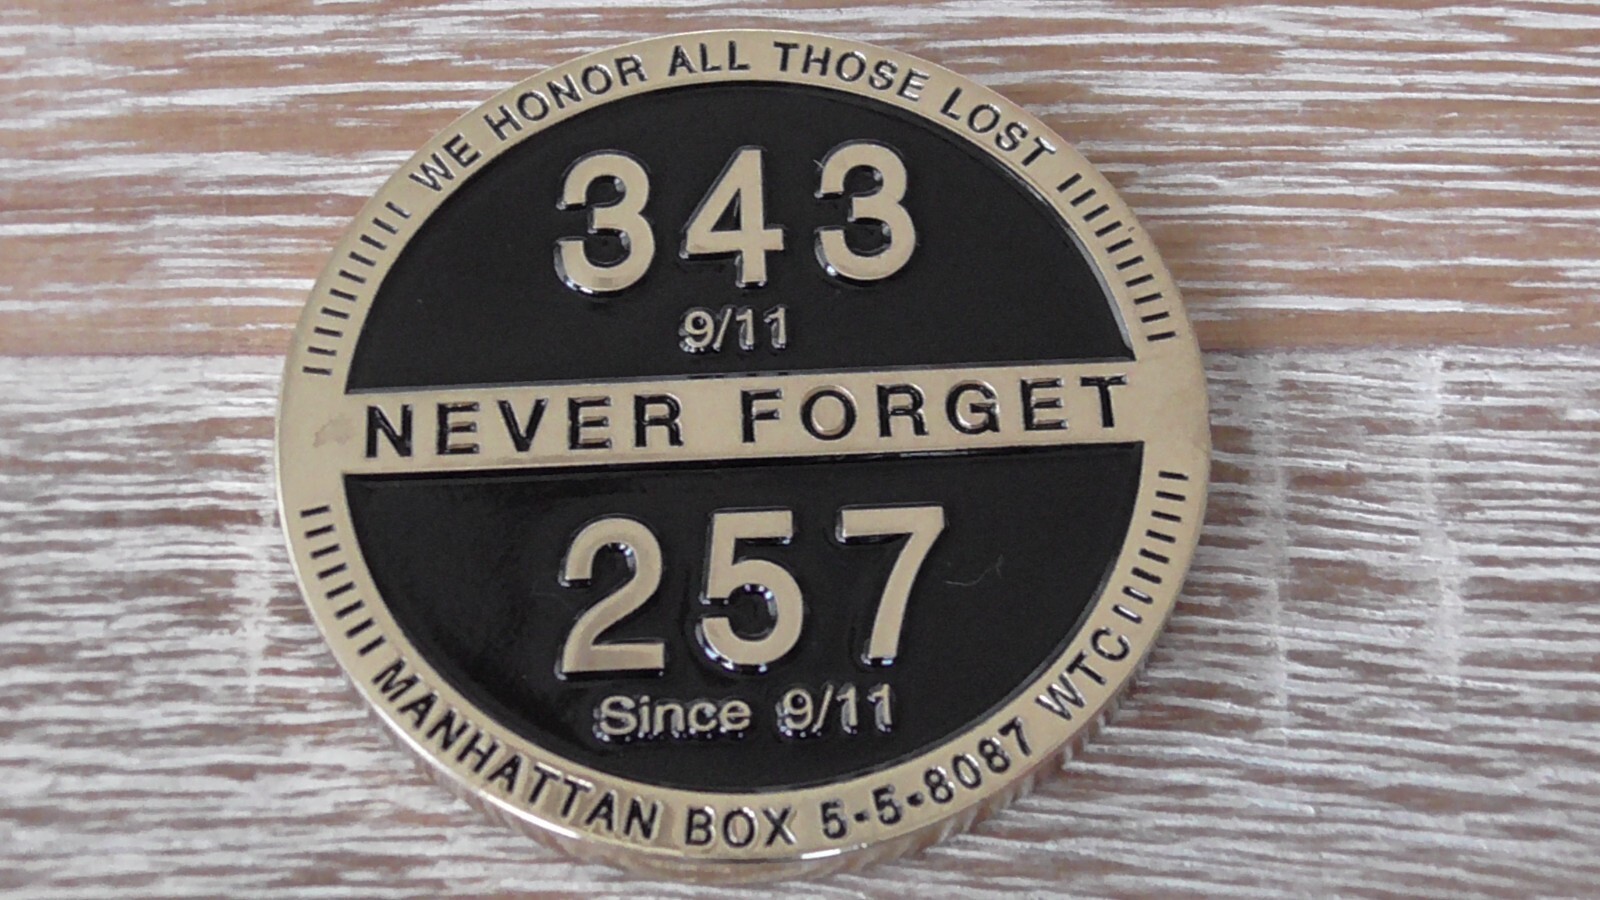 WE HONOR ALL THOSE LOST
343
9/11
NEVER FORGET
257
Since 9/11
MANHATTAN BOX 5-5-8087 WTC